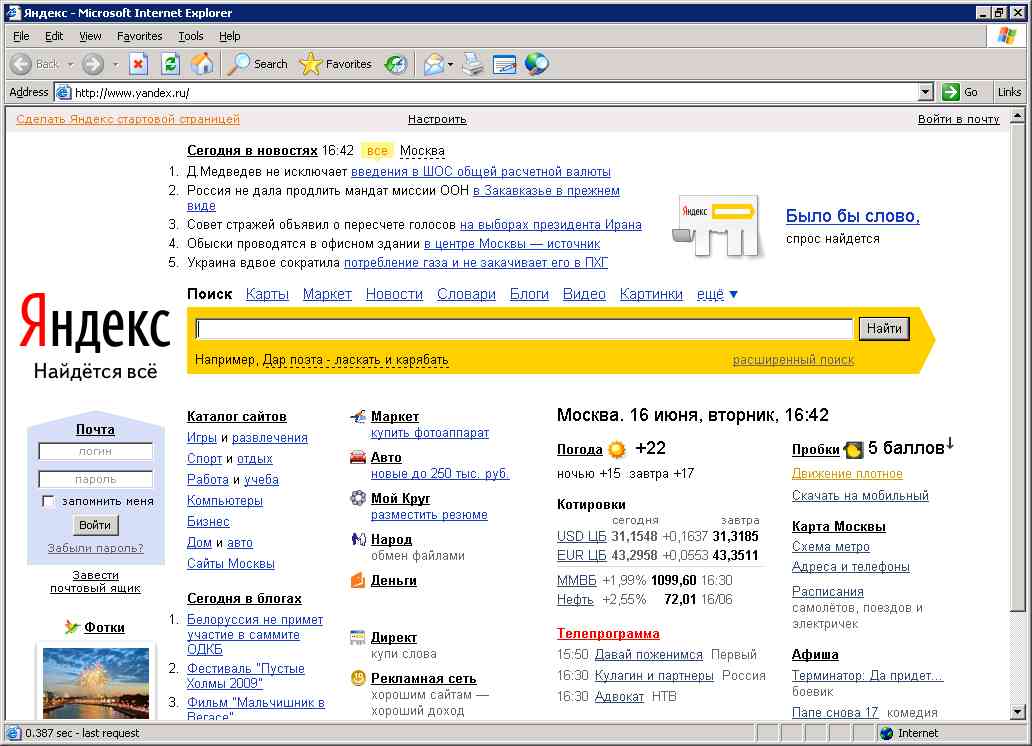 Яндекс - Microsoft Internet Explorer
File Edit View Favorites Tools Help
Back Search Favorites
Address http://www.yandex.ru/ Go Links
Сделать Яндекс стартовой страницей Настроить Войти в почту
Сегодня в новостях 16:42 все Москва
1. Д.Медведев не исключает введения в ШОС общей расчетной валюты
2. Россия не дала продлить мандат миссии ООН в Закавказье в прежнем
виде
3. Совет стражей объявил о пересчете голосов на выборах президента Ирана
4. Обыски проводятся в офисном здании в центре Москвы — источник
5. Украина вдвое сократила потребление газа и не закачивает его в ПХГ
Яндекс
Было бы слово,
спрос найдется
Поиск Карты Маркет Новости Словари Блоги Видео Картинки ещё ▼
Яндекс
Найдётся всё
Найти
Например, Дар поэта - ласкать и карябать расширенный поиск
Почта
логин
пароль
запомнить меня
Войти
Забыли пароль?
Завести
почтовый ящик
Фотки
Каталог сайтов
Игры и развлечения
Спорт и отдых
Работа и учеба
Компьютеры
Бизнес
Дом и авто
Сайты Москвы
Сегодня в блогах
1. Белоруссия не примет
участие в саммите
ОДКБ
2. Фестиваль "Пустые
Холмы 2009"
3. Фильм "Мальчишник в
Вегасе"
Маркет
купить фотоаппарат
Авто
новые до 250 тыс. руб.
Мой Круг
разместить резюме
Народ
обмен файлами
Деньги
Директ
купи слова
Рекламная сеть
хорошим сайтам —
хороший доход
Москва. 16 июня, вторник, 16:42
Погода +22
ночью +15 завтра +17
Котировки
сегодня завтра
USD ЦБ 31,1548 +0,1637 31,3185
EUR ЦБ 43,2958 +0,0553 43,3511
ММВБ +1,99% 1099,60 16:30
Нефть +2,55% 72,01 16/06
Телепрограмма
15:50 Давай поженимся Первый
16:30 Кулагин и партнеры Россия
16:30 Адвокат НТВ
Пробки 5 баллов↓
Движение плотное
Скачать на мобильный
Карта Москвы
Схема метро
Адреса и телефоны
Расписания
самолётов, поездов и
электричек
Афиша
Терминатор: Да придет...
боевик
Папе снова 17 комедия
0.387 sec - last request Internet